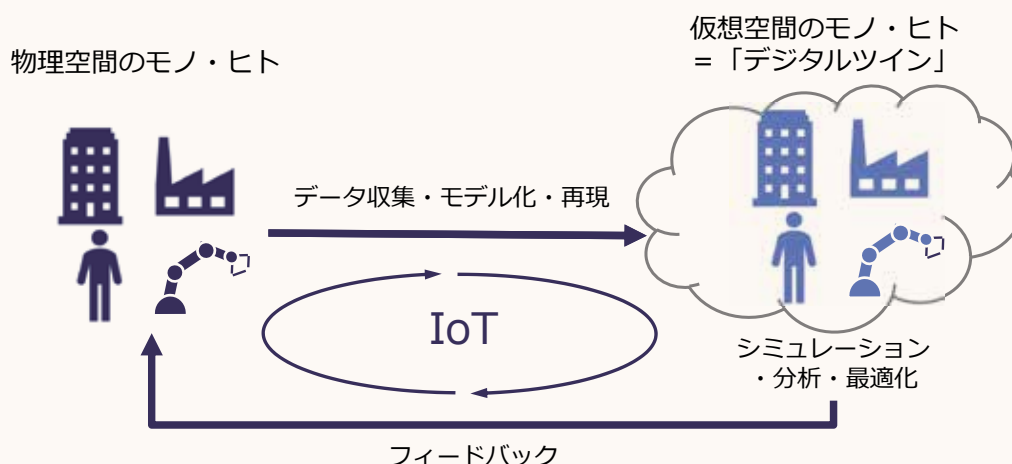 物理空間のモノ・ヒト
仮想空間のモノ・ヒト
=「デジタルツイン」
データ収集・モデル化・再現
IoT
シミュレーション
・分析・最適化
フィードバック